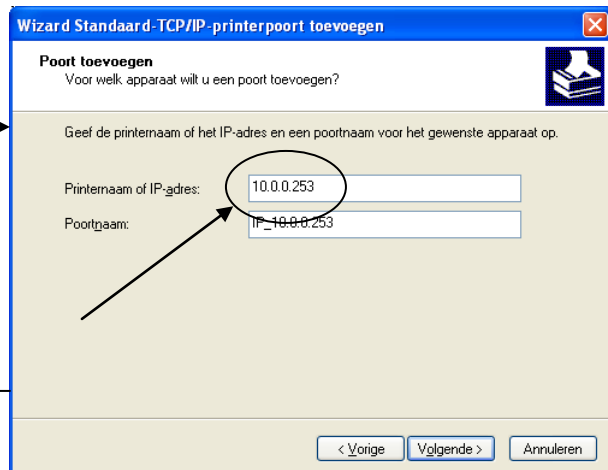 Wizard Standaard-TCP/IP-printerpoort toevoegen
Poort toevoegen
Voor welk apparaat wilt u een poort toevoegen?
Geef de printernaam of het IP-adres en een poortnaam voor het gewenste apparaat op.
Printernaam of IP-adres: 10.0.0.253
Poortnaam: IP_10.0.0.253
< Vorige Volgende > Annuleren